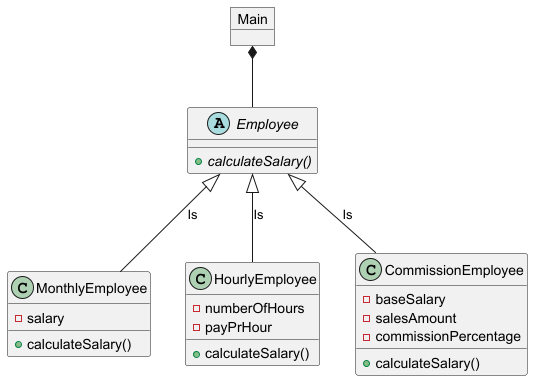 Main
A Employee
calculateSalary()
Is
Is
Is
C MonthlyEmployee
salary
calculateSalary()
C HourlyEmployee
numberOfHours
payPrHour
calculateSalary()
C CommissionEmployee
baseSalary
salesAmount
commissionPercentage
calculateSalary()